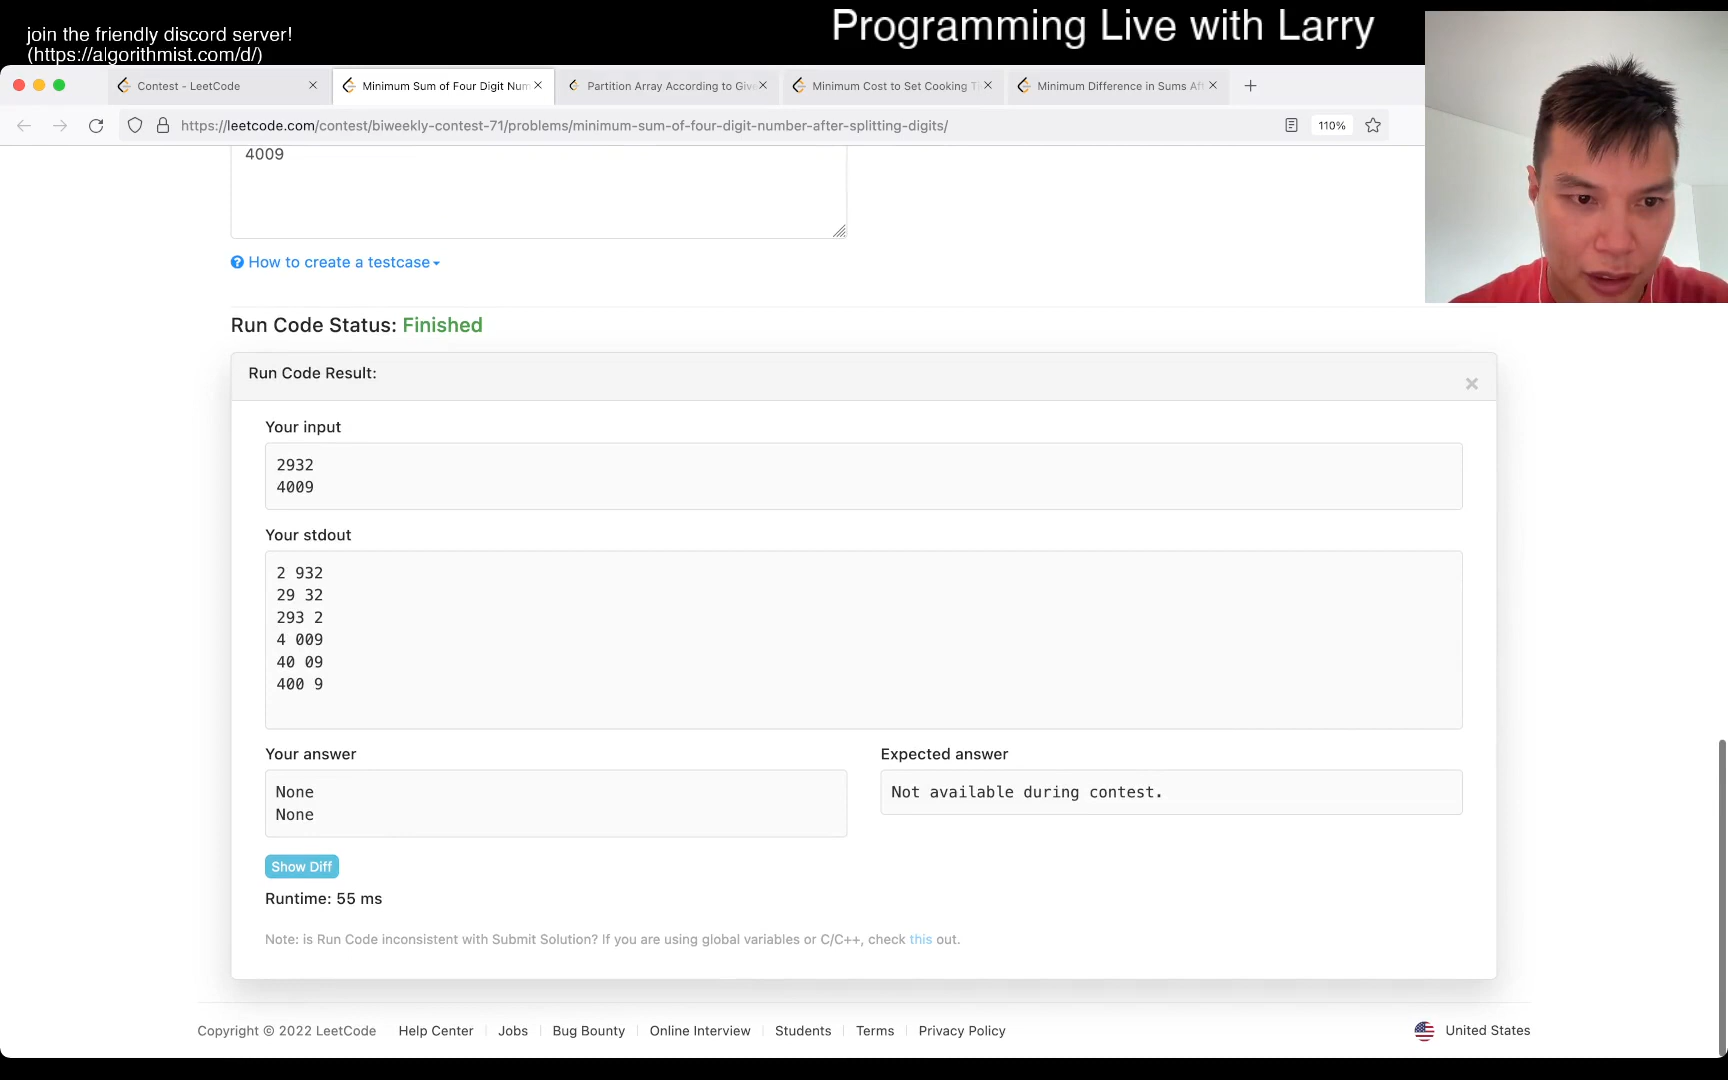 join the friendly discord server!
(https://algorithmist.com/d/)
Programming Live with Larry
Contest - LeetCode
Minimum Sum of Four Digit Num
Partition Array According to Giv
Minimum Cost to Set Cooking T
Minimum Difference in Sums Af
https://leetcode.com/contest/biweekly-contest-71/problems/minimum-sum-of-four-digit-number-after-splitting-digits/
110%
4009
How to create a testcase
Run Code Status: Finished
Run Code Result:
Your input
2932
4009
Your stdout
2 932
29 32
293 2
4 009
40 09
400 9
Your answer
None
None
Expected answer
Not available during contest.
Show Diff
Runtime: 55 ms
Note: is Run Code inconsistent with Submit Solution? If you are using global variables or C/C++, check this out.
Copyright © 2022 LeetCode
Help Center
Jobs
Bug Bounty
Online Interview
Students
Terms
Privacy Policy
United States